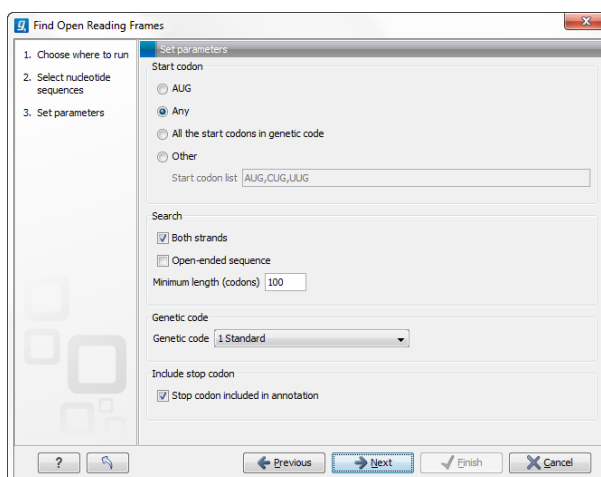 Find Open Reading Frames
1. Choose where to run
2. Select nucleotide
sequences
3. Set parameters
Set parameters
Start codon
AUG
Any
All the start codons in genetic code
Other
Start codon list AUG,CUG,UUG
Search
Both strands
Open-ended sequence
Minimum length (codons) 100
Genetic code
Genetic code 1 Standard
Include stop codon
Stop codon included in annotation
? Previous Next Finish Cancel